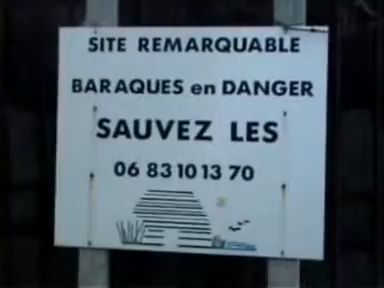 SITE REMARQUABLE
BARAQUES en DANGER
SAUVEZ LES
06 83 10 13 70